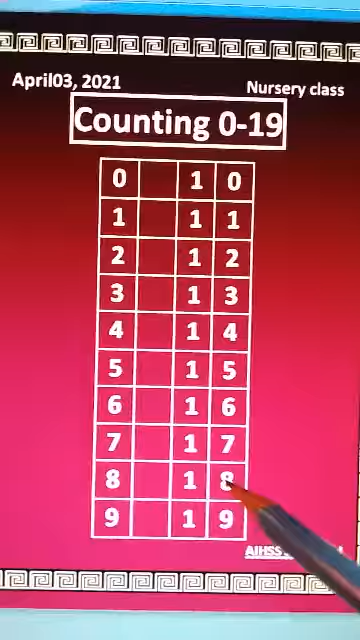 April03, 2021
Nursery class
Counting 0-19
0 1 0
1 1 1
2 1 2
3 1 3
4 1 4
5 1 5
6 1 6
7 1 7
8 1 8
9 1 9
AIHSS